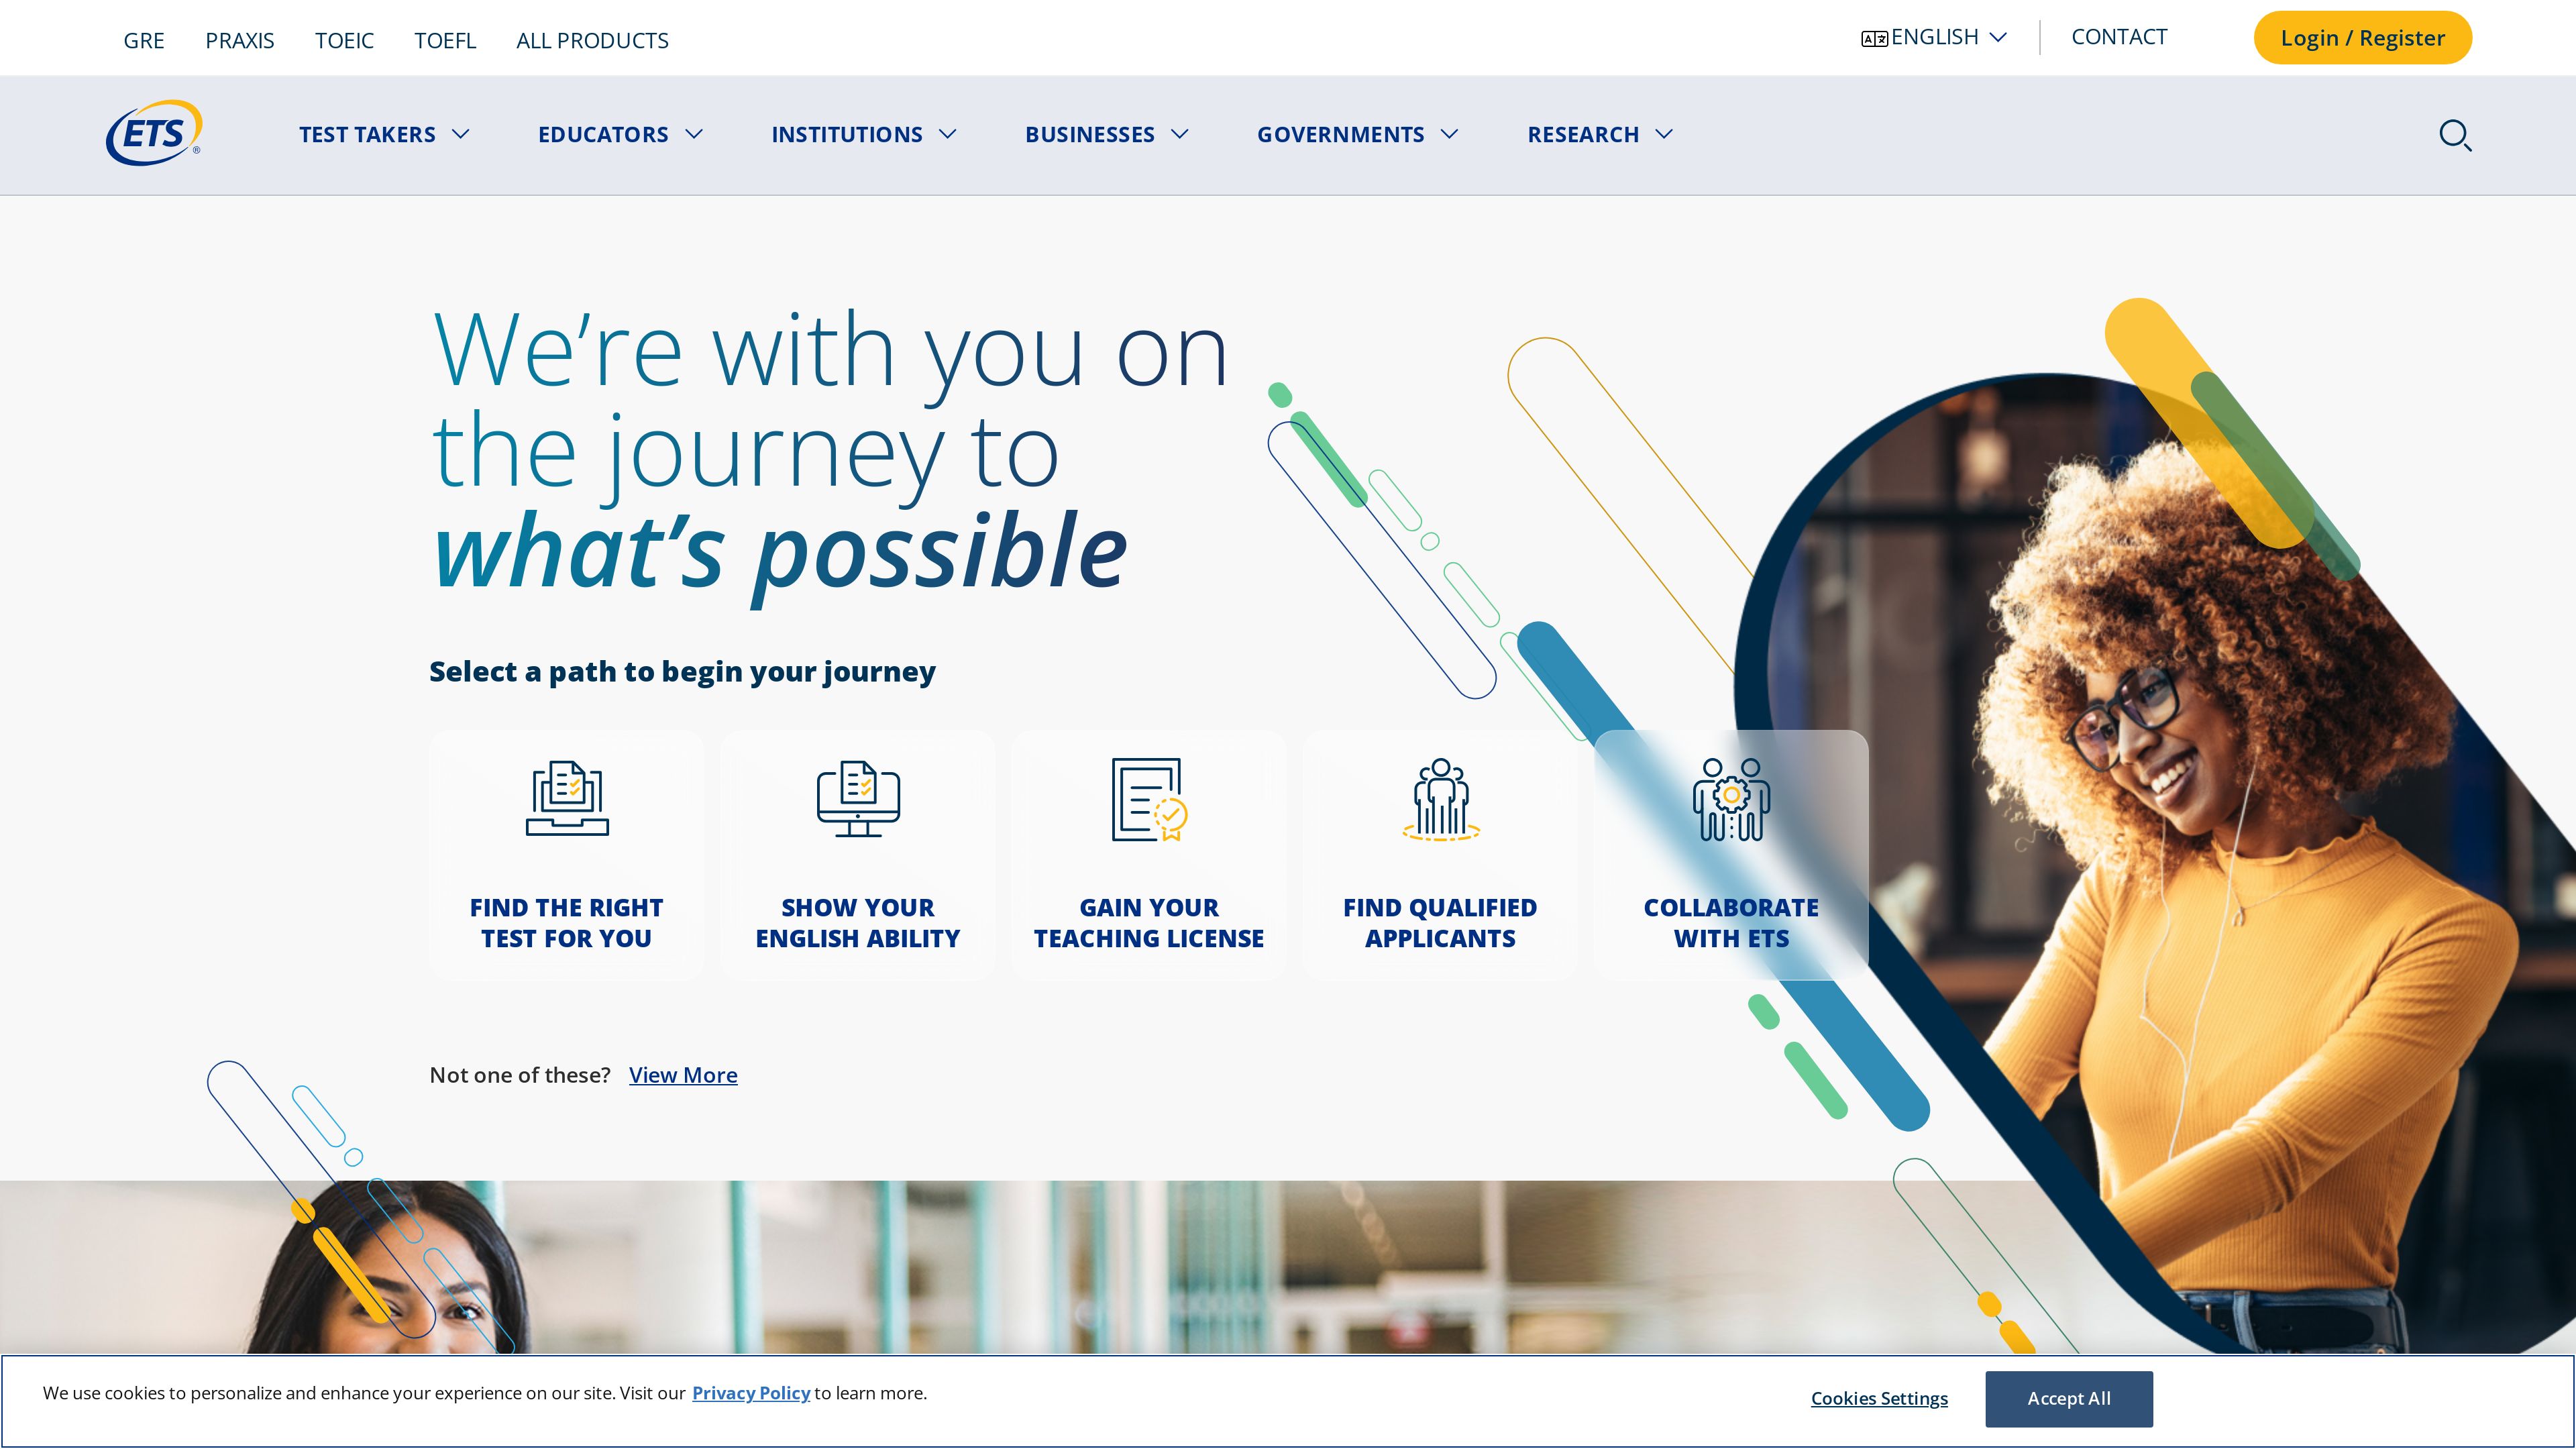 GRE PRAXIS TOEIC TOEFL ALL PRODUCTS ENGLISH CONTACT Login / Register
ETS ®
TEST TAKERS EDUCATORS INSTITUTIONS BUSINESSES GOVERNMENTS RESEARCH
We’re with you on
the journey to
what’s possible
Select a path to begin your journey
FIND THE RIGHT
TEST FOR YOU
SHOW YOUR
ENGLISH ABILITY
GAIN YOUR
TEACHING LICENSE
FIND QUALIFIED
APPLICANTS
COLLABORATE
WITH ETS
Not one of these? View More
We use cookies to personalize and enhance your experience on our site. Visit our Privacy Policy to learn more.
Cookies Settings Accept All